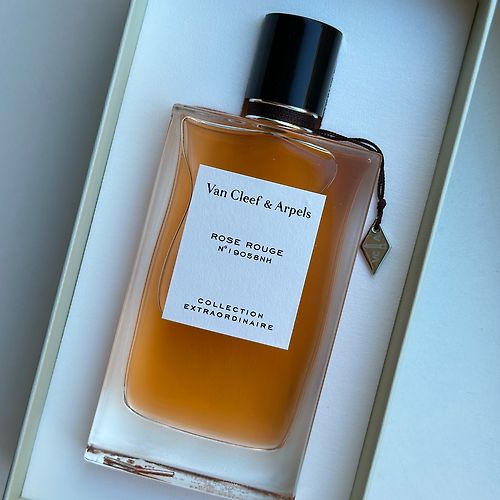 Van Cleef & Arpels
ROSE ROUGE
N°19058NH
COLLECTION
EXTRAORDINAIRE